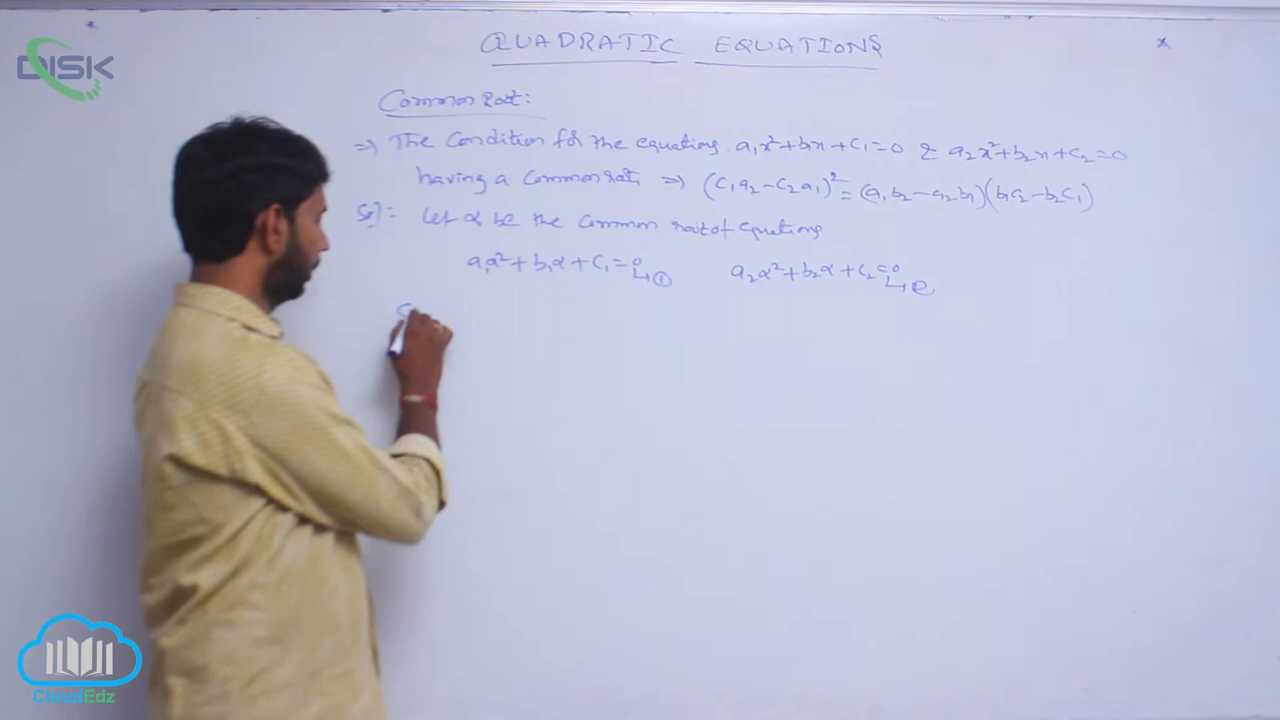 DISK
QUADRATIC EQUATIONS
Common root:
⇒ The Condition for the equations a₁x²+b₁x+c₁=0 & a₂x²+b₂x+c₂=0
having a common root, ⇒ (c₁a₂-c₂a₁)²=(a₁b₂-a₂b₁)(b₁c₂-b₂c₁)
Sol:= Let α be the Common root of equations
a₁α²+b₁α+c₁=0 ↳① a₂α²+b₂α+c₂=0 ↳②
S
CloudEdz